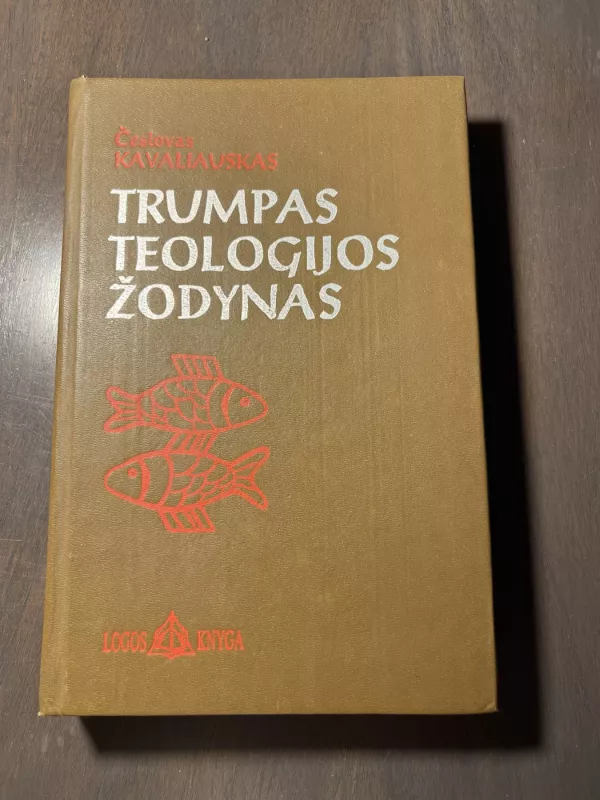 Česlovas
KAVALIAUSKAS
TRUMPAS
TEOLOGIJOS
ŽODYNAS
LOGOS KNYGA